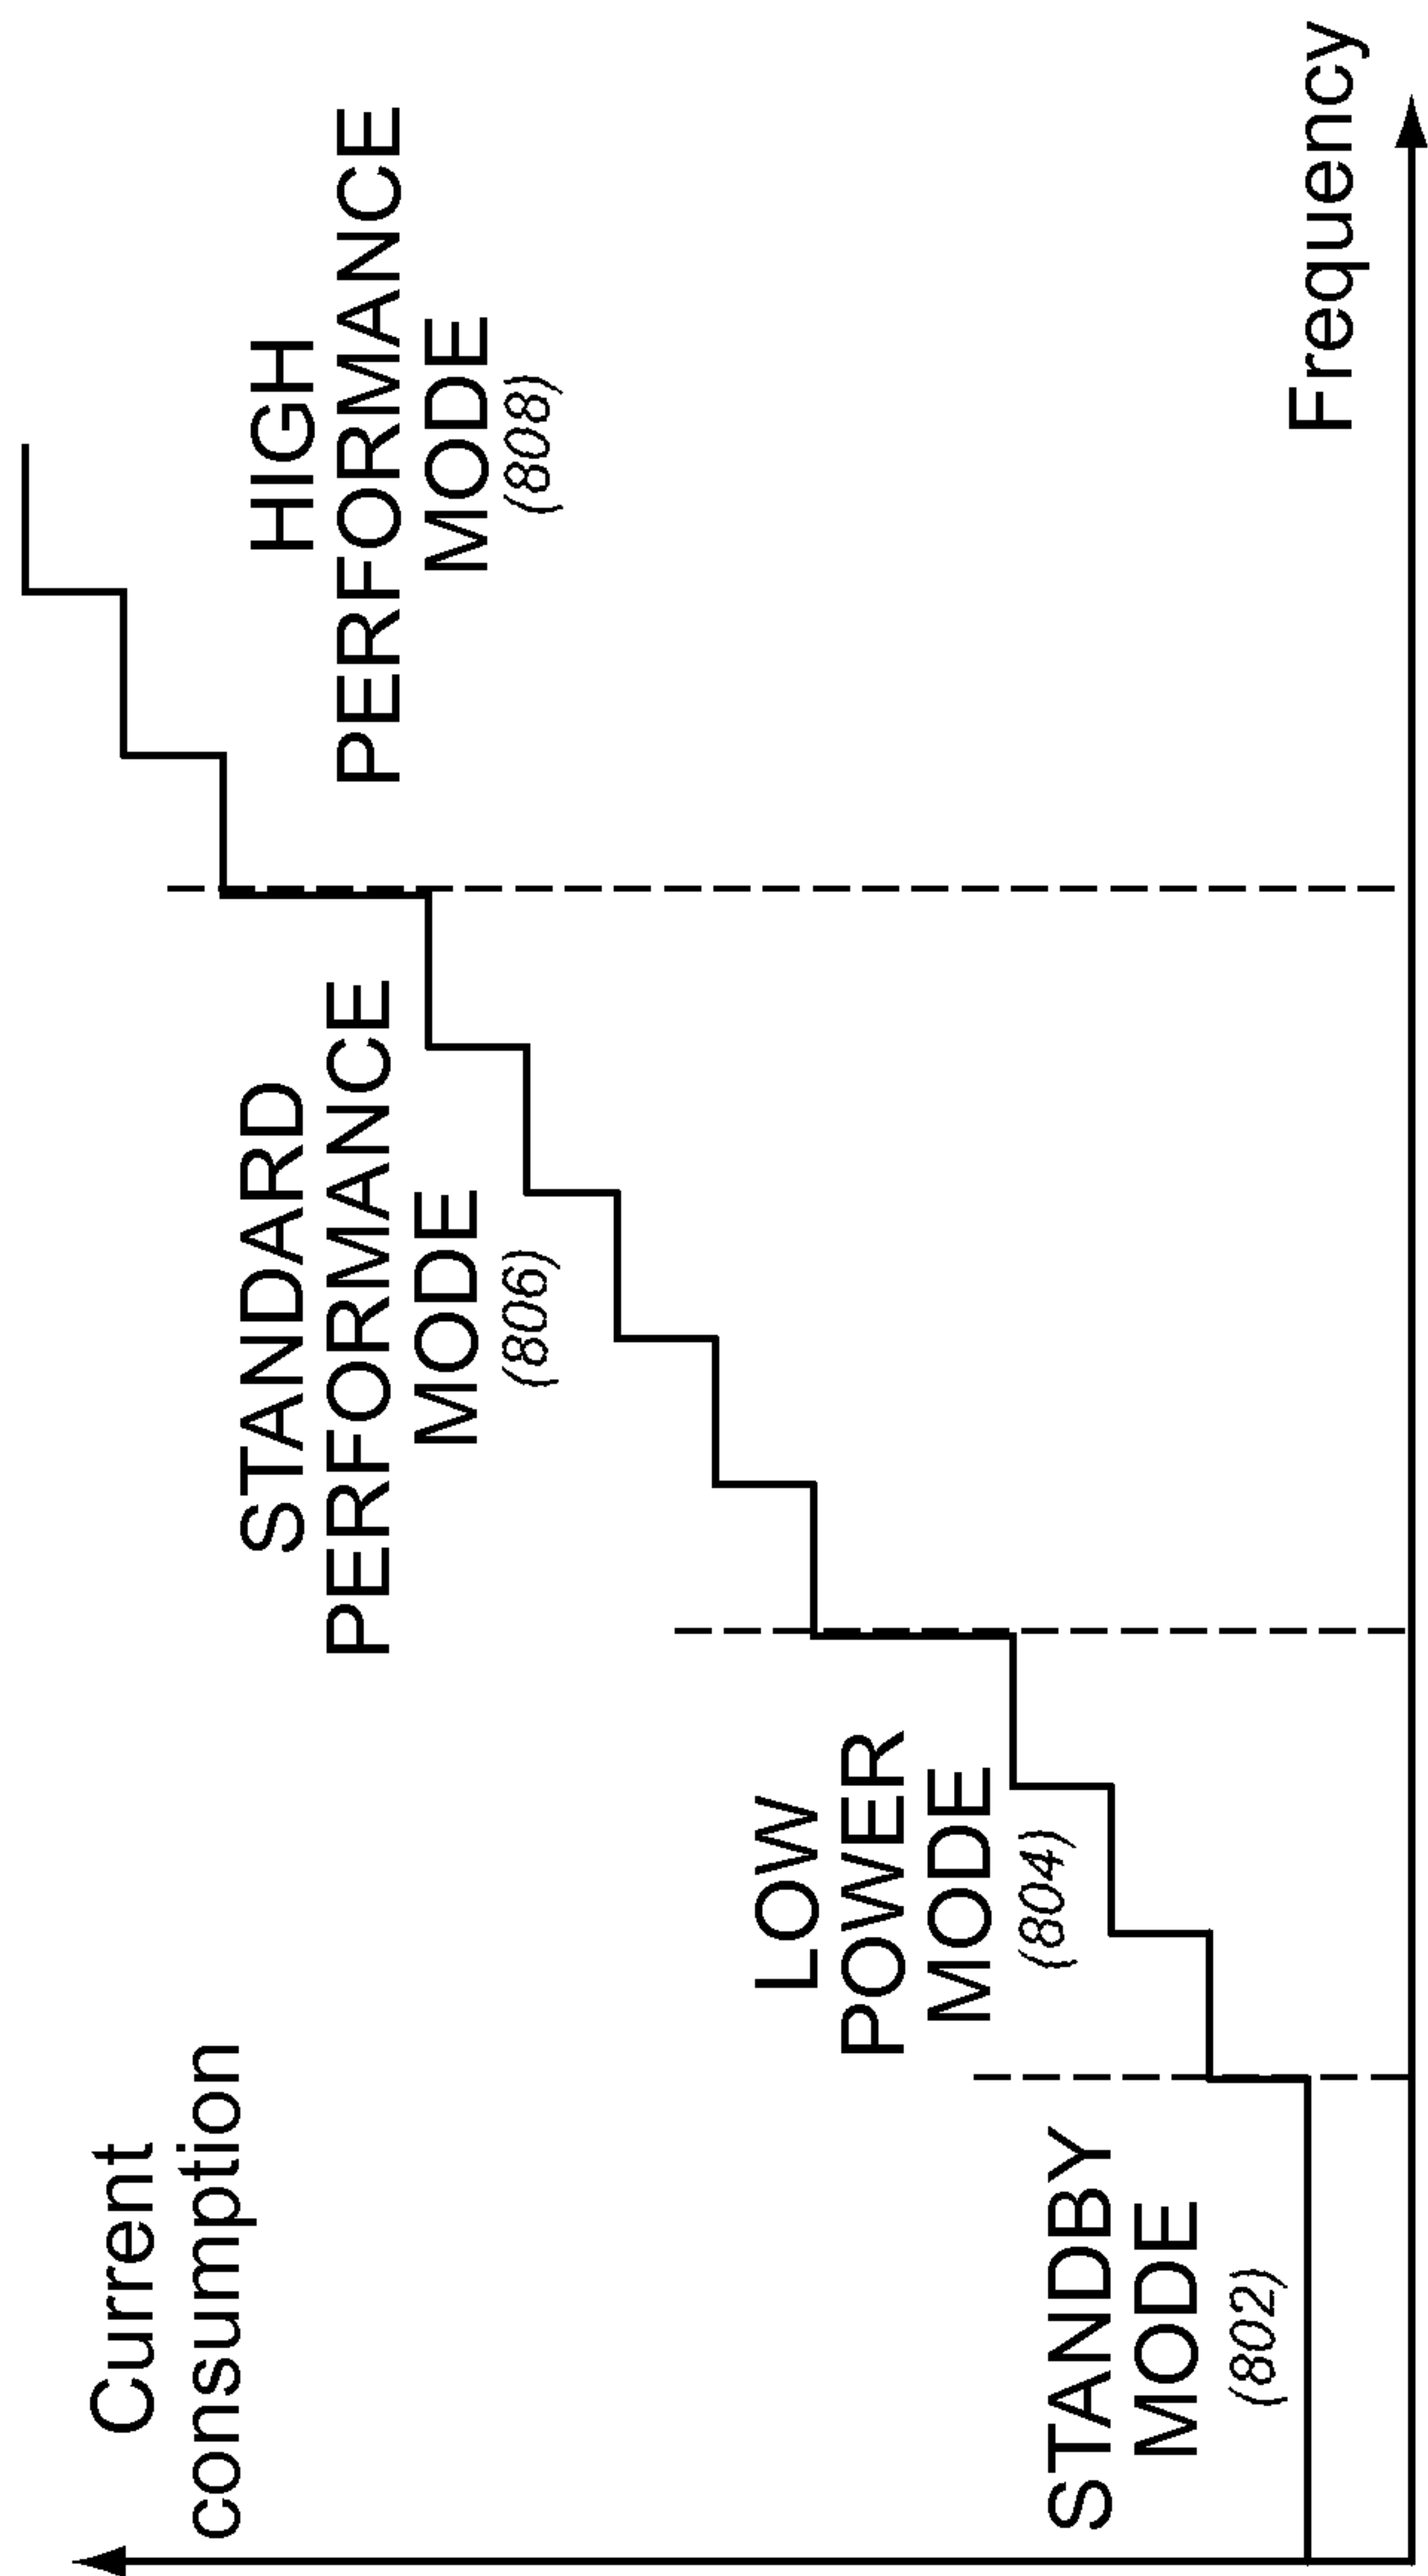 Current
consumption
STANDBY
MODE
(802)
LOW
POWER
MODE
(804)
STANDARD
PERFORMANCE
MODE
(806)
HIGH
PERFORMANCE
MODE
(808)
Frequency